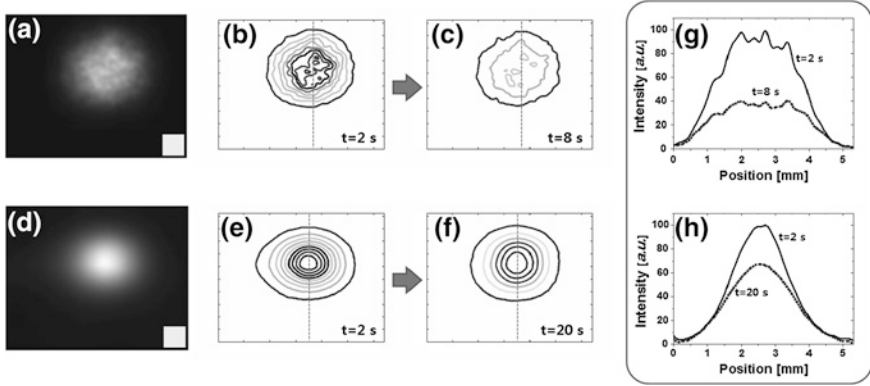 (a)
(b)
t=2 s
(c)
t=8 s
(g)
Intensity [a.u.]
100
80
60
40
20
0
t=2 s
t=8 s
0 1 2 3 4 5
Position [mm]
(d)
(e)
t=2 s
(f)
t=20 s
(h)
Intensity [a.u.]
100
80
60
40
20
0
t=2 s
t=20 s
0 1 2 3 4 5
Position [mm]